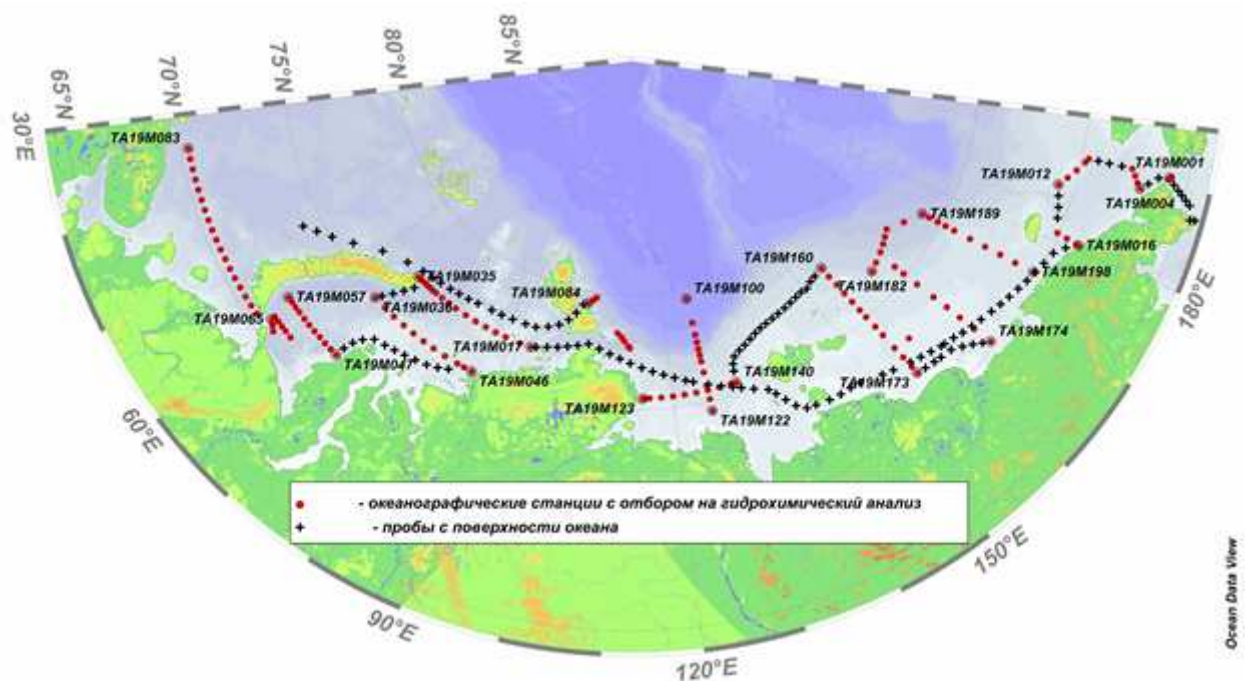 85°N
80°N
75°N
70°N
65°N
30°E
TA19M083
TA19M001
TA19M012
TA19M004
TA19M189
TA19M016
TA19M160
TA19M198
TA19M035
TA19M182
TA19M084
TA19M100
TA19M057
TA19M036
180°E
TA19M065
TA19M174
TA19M017
TA19M047
TA19M140
TA19M173
TA19M046
TA19M123
TA19M122
60°E
- океанографические станции с отбором на гидрохимический анализ
- пробы с поверхности океана
150°E
90°E
120°E
Ocean Data View